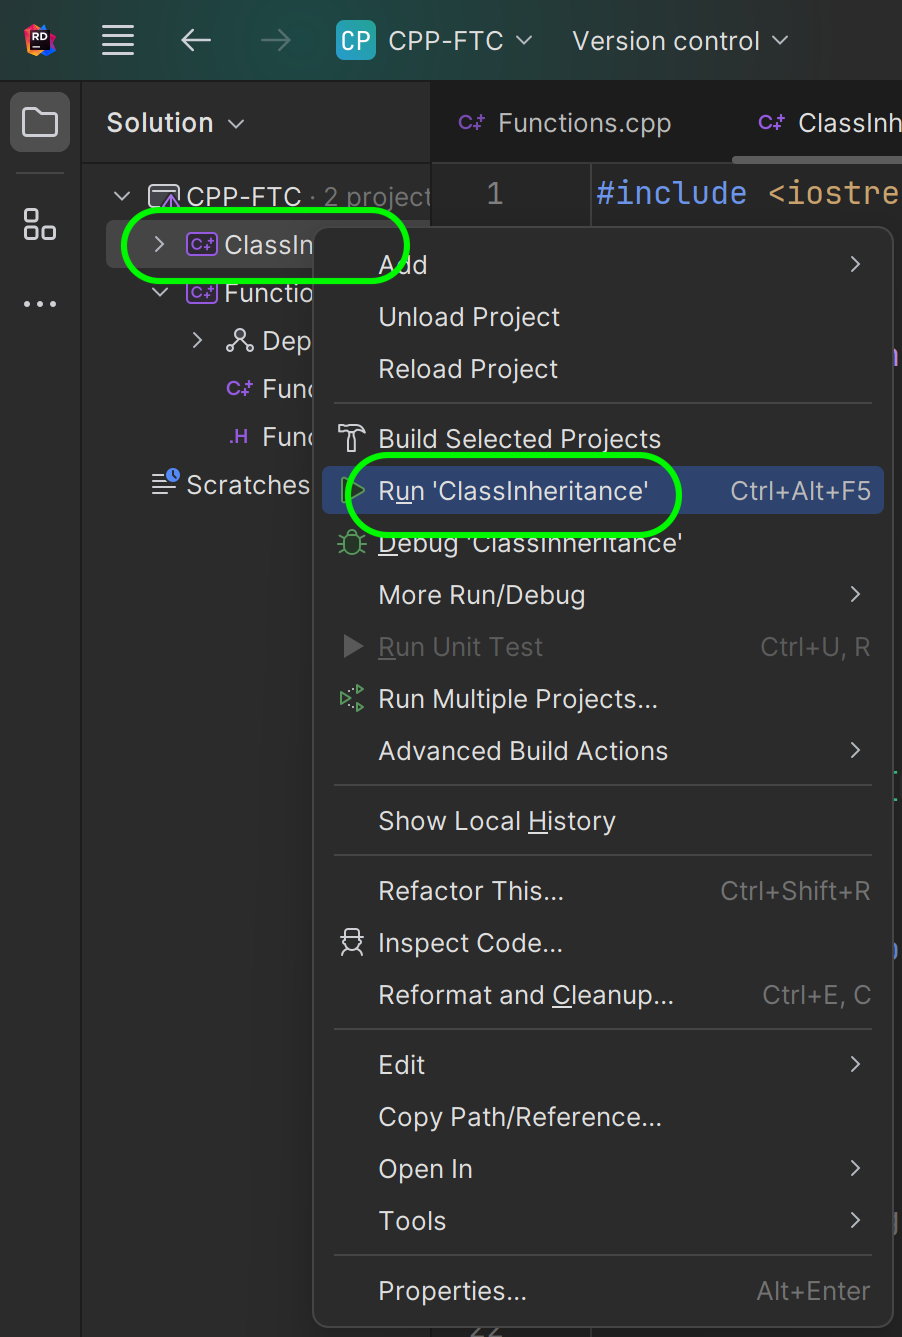 RD
CP CPP-FTC Version control
Solution
C+ Functions.cpp C+ ClassInh
CPP-FTC · 2 project
1 #include <iostre
C+ ClassIn
Add
C+ Functio
Unload Project
Dep
Reload Project
C+ Func
.H Func
Build Selected Projects
Scratches
Run 'ClassInheritance' Ctrl+Alt+F5
Debug 'ClassInheritance'
More Run/Debug
Run Unit Test Ctrl+U, R
Run Multiple Projects...
Advanced Build Actions
Show Local History
Refactor This... Ctrl+Shift+R
Inspect Code...
Reformat and Cleanup... Ctrl+E, C
Edit
Copy Path/Reference...
Open In
Tools
Properties... Alt+Enter
22